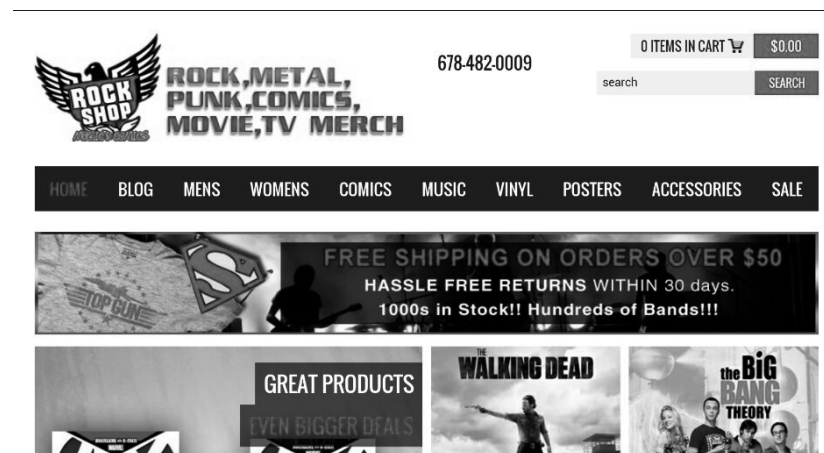 0 ITEMS IN CART
$0.00
678-482-0009
search
SEARCH
ROCK
SHOP
ROCK,METAL,
PUNK,COMICS,
MOVIE,TV MERCH
HOME BLOG MENS WOMENS COMICS MUSIC VINYL POSTERS ACCESSORIES SALE
TOP GUN
FREE SHIPPING ON ORDERS OVER $50
HASSLE FREE RETURNS WITHIN 30 days.
1000s in Stock!! Hundreds of Bands!!!
GREAT PRODUCTS
EVEN BIGGER DEALS
MARVEL
THE
WALKING DEAD
the BiG
BANG
THEORY